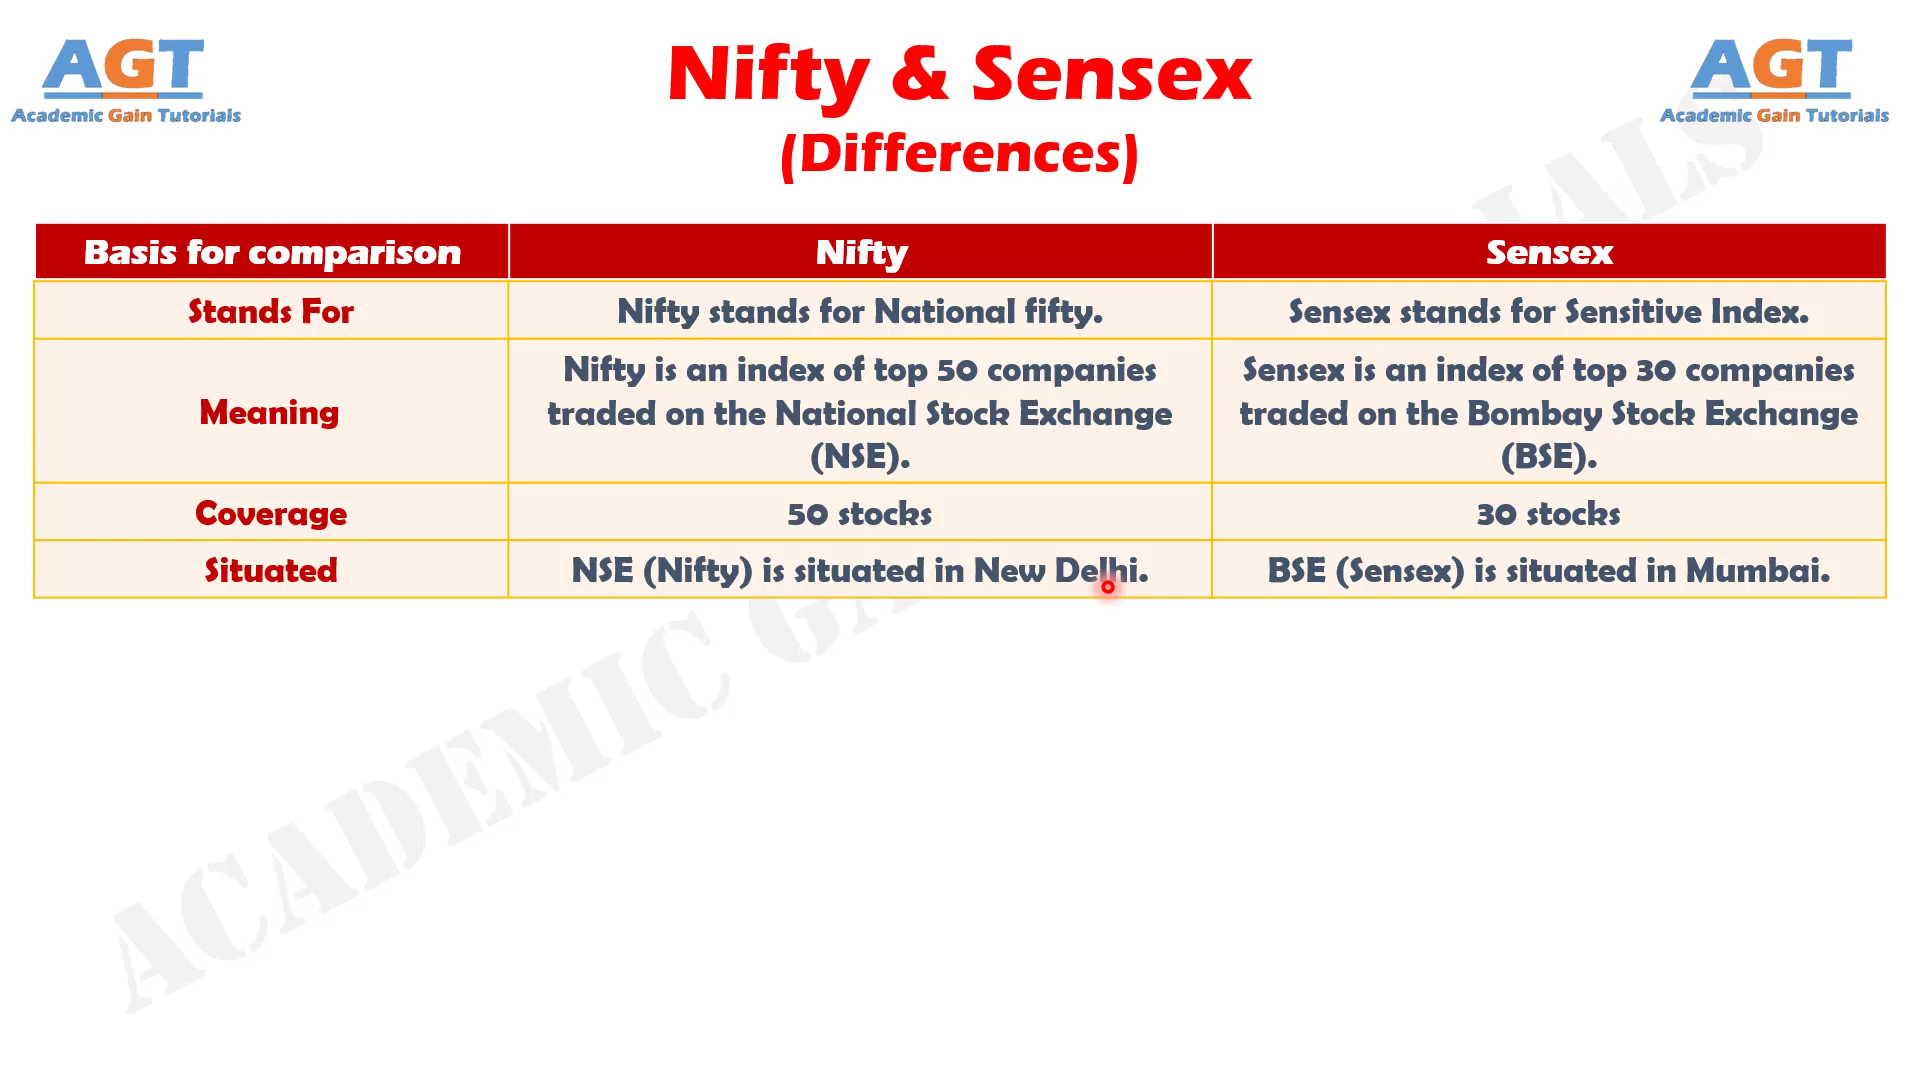 AGT
Academic Gain Tutorials
Nifty & Sensex
(Differences)
AGT
Academic Gain Tutorials
Basis for comparison
Nifty
Sensex
Stands For
Nifty stands for National fifty.
Sensex stands for Sensitive Index.
Meaning
Nifty is an index of top 50 companies
traded on the National Stock Exchange
(NSE).
Sensex is an index of top 30 companies
traded on the Bombay Stock Exchange
(BSE).
Coverage
50 stocks
30 stocks
Situated
NSE (Nifty) is situated in New Delhi.
BSE (Sensex) is situated in Mumbai.